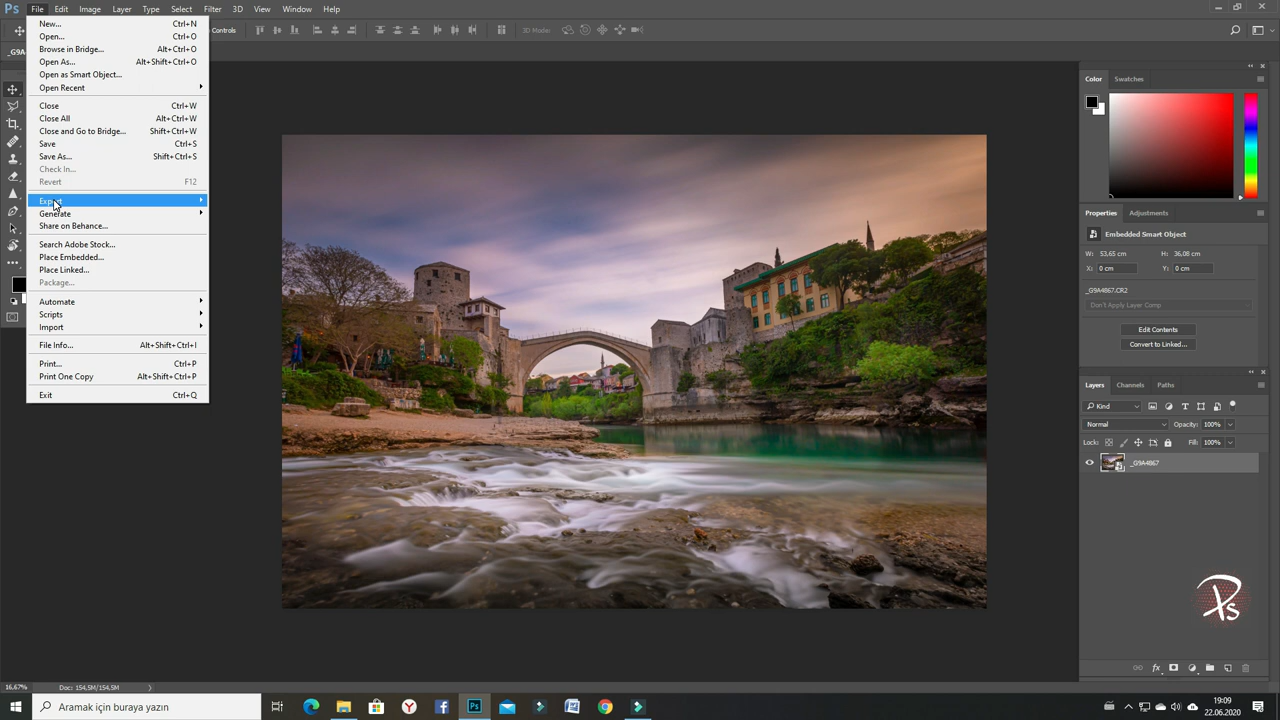 Ps File Edit Image Layer Type Select Filter 3D View Window Help
Controls 3D Mode:
_G9A
New... Ctrl+N
Open... Ctrl+O
Browse in Bridge... Alt+Ctrl+O
Open As... Alt+Shift+Ctrl+O
Open as Smart Object...
Open Recent
Close Ctrl+W
Close All Alt+Ctrl+W
Close and Go to Bridge... Shift+Ctrl+W
Save Ctrl+S
Save As... Shift+Ctrl+S
Check In...
Revert F12
Export
Generate
Share on Behance...
Search Adobe Stock...
Place Embedded...
Place Linked...
Package...
Automate
Scripts
Import
File Info... Alt+Shift+Ctrl+I
Print... Ctrl+P
Print One Copy Alt+Shift+Ctrl+P
Exit Ctrl+Q
Color Swatches
Properties Adjustments
Embedded Smart Object
W: 53,65 cm H: 36,08 cm
X: 0 cm Y: 0 cm
_G9A4867.CR2
Don't Apply Layer Comp
Edit Contents
Convert to Linked...
Layers Channels Paths
Kind
Normal Opacity: 100%
Lock: Fill: 100%
_G9A4867
Ps
fx
16,67% Doc: 154,5M/154,5M
Aramak için buraya yazın
Ps
19:09
22.06.2020